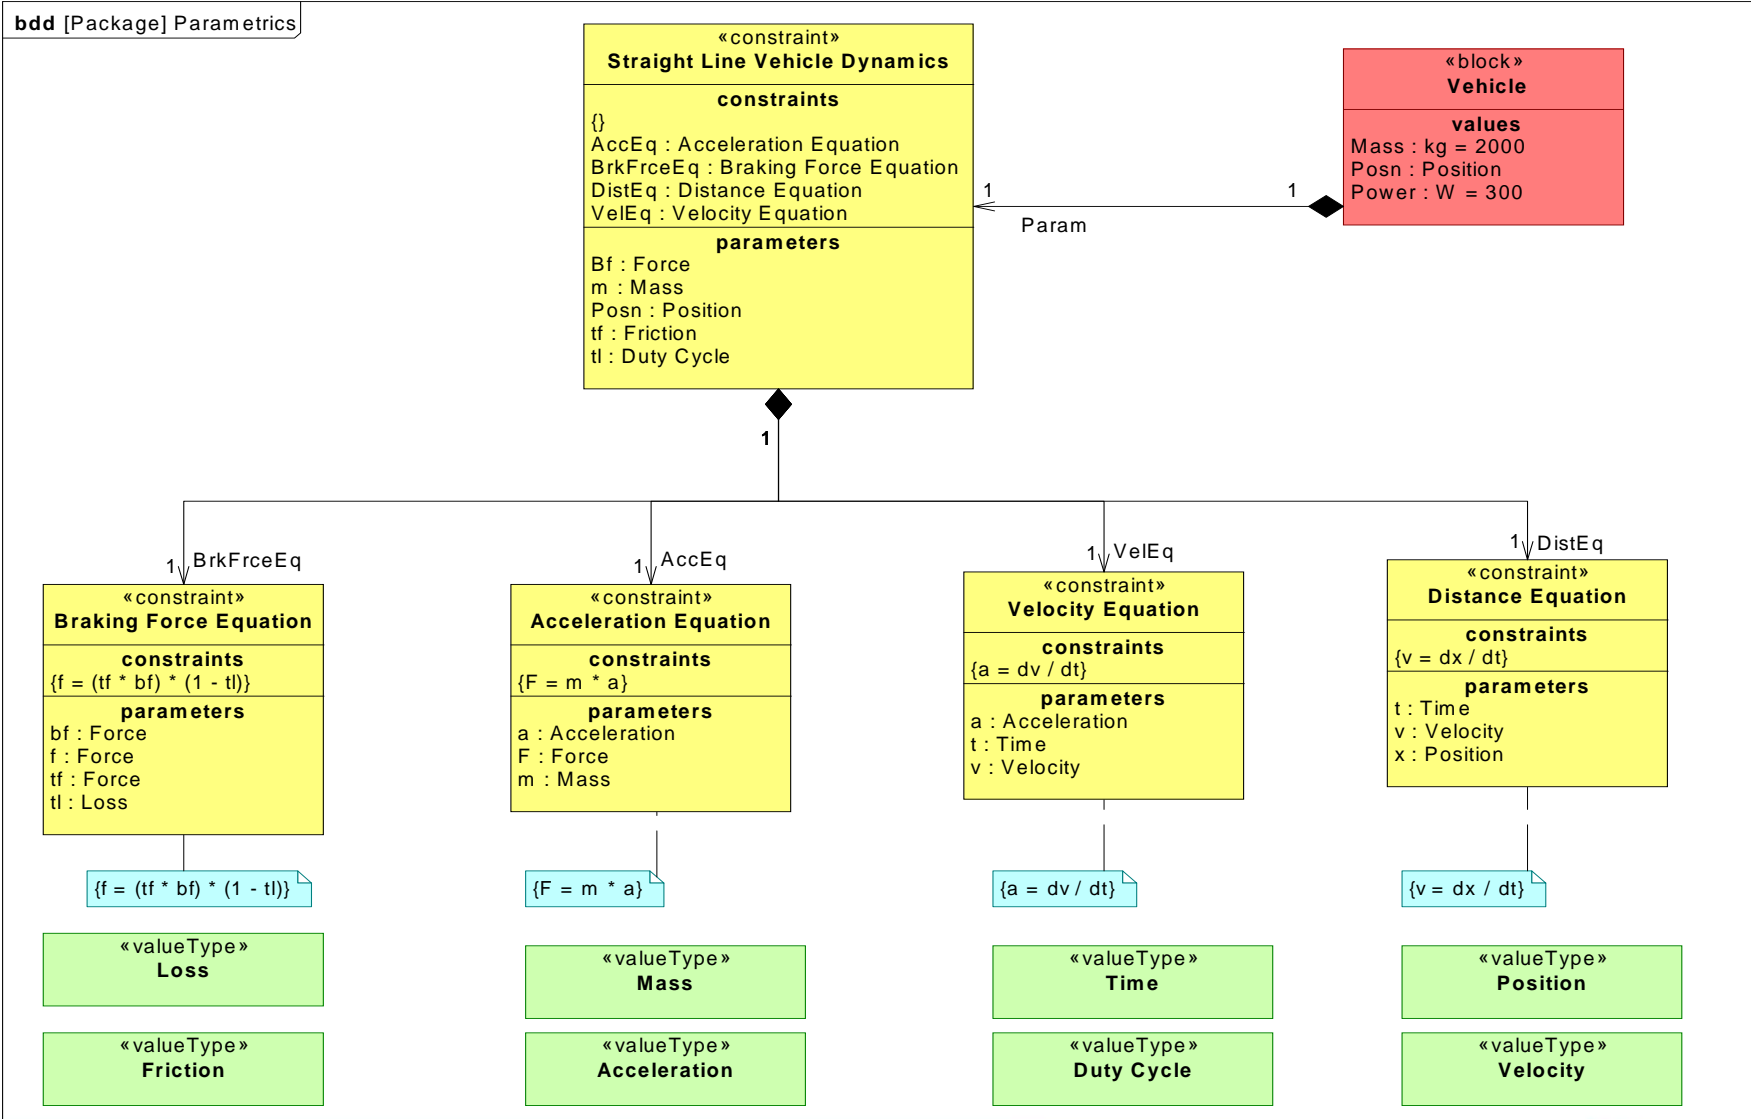 bdd [Package] Parametrics
«constraint»
Straight Line Vehicle Dynamics
constraints
{}
AccEq : Acceleration Equation
BrkFrceEq : Braking Force Equation
DistEq : Distance Equation
VelEq : Velocity Equation
parameters
Bf : Force
m : Mass
Posn : Position
tf : Friction
tl : Duty Cycle
«block»
Vehicle
values
Mass : kg = 2000
Posn : Position
Power : W = 300
1
1
Param
1
1
BrkFrceEq
1
AccEq
1
VelEq
1
DistEq
«constraint»
Braking Force Equation
constraints
{f = (tf * bf) * (1 - tl)}
parameters
bf : Force
f : Force
tf : Force
tl : Loss
«constraint»
Acceleration Equation
constraints
{F = m * a}
parameters
a : Acceleration
F : Force
m : Mass
«constraint»
Velocity Equation
constraints
{a = dv / dt}
parameters
a : Acceleration
t : Time
v : Velocity
«constraint»
Distance Equation
constraints
{v = dx / dt}
parameters
t : Time
v : Velocity
x : Position
{f = (tf * bf) * (1 - tl)}
{F = m * a}
{a = dv / dt}
{v = dx / dt}
«valueType»
Loss
«valueType»
Mass
«valueType»
Time
«valueType»
Position
«valueType»
Friction
«valueType»
Acceleration
«valueType»
Duty Cycle
«valueType»
Velocity